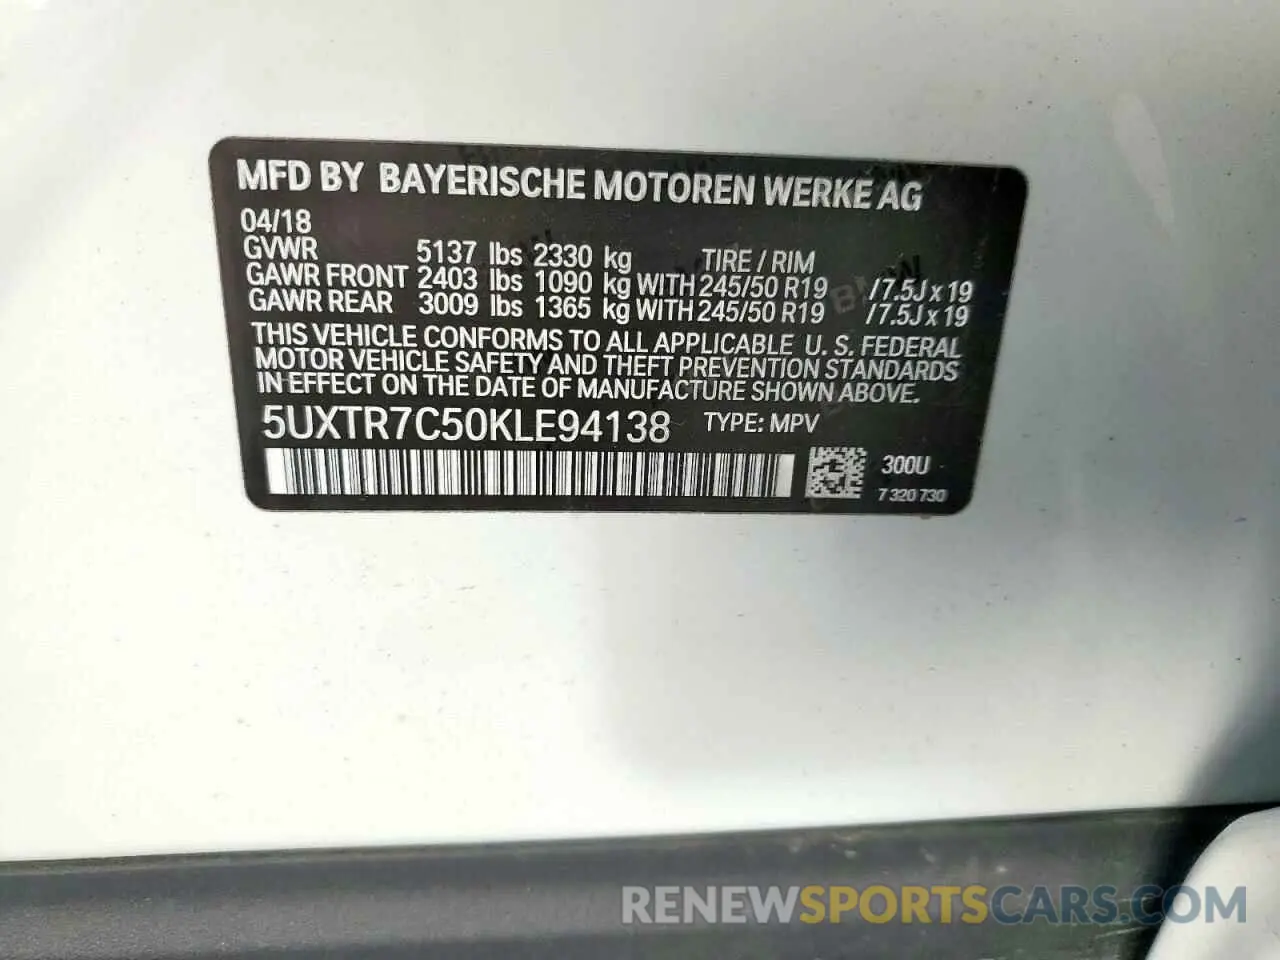 MFD BY BAYERISCHE MOTOREN WERKE AG
04/18
GVWR 5137 lbs 2330 kg TIRE / RIM
GAWR FRONT 2403 lbs 1090 kg WITH 245/50 R19 /7.5J x 19
GAWR REAR 3009 lbs 1365 kg WITH 245/50 R19 /7.5J x 19
THIS VEHICLE CONFORMS TO ALL APPLICABLE U. S. FEDERAL
MOTOR VEHICLE SAFETY AND THEFT PREVENTION STANDARDS
IN EFFECT ON THE DATE OF MANUFACTURE SHOWN ABOVE.
5UXTR7C50KLE94138 TYPE: MPV
300U
7 320 730
RENEWSPORTSCARS.COM